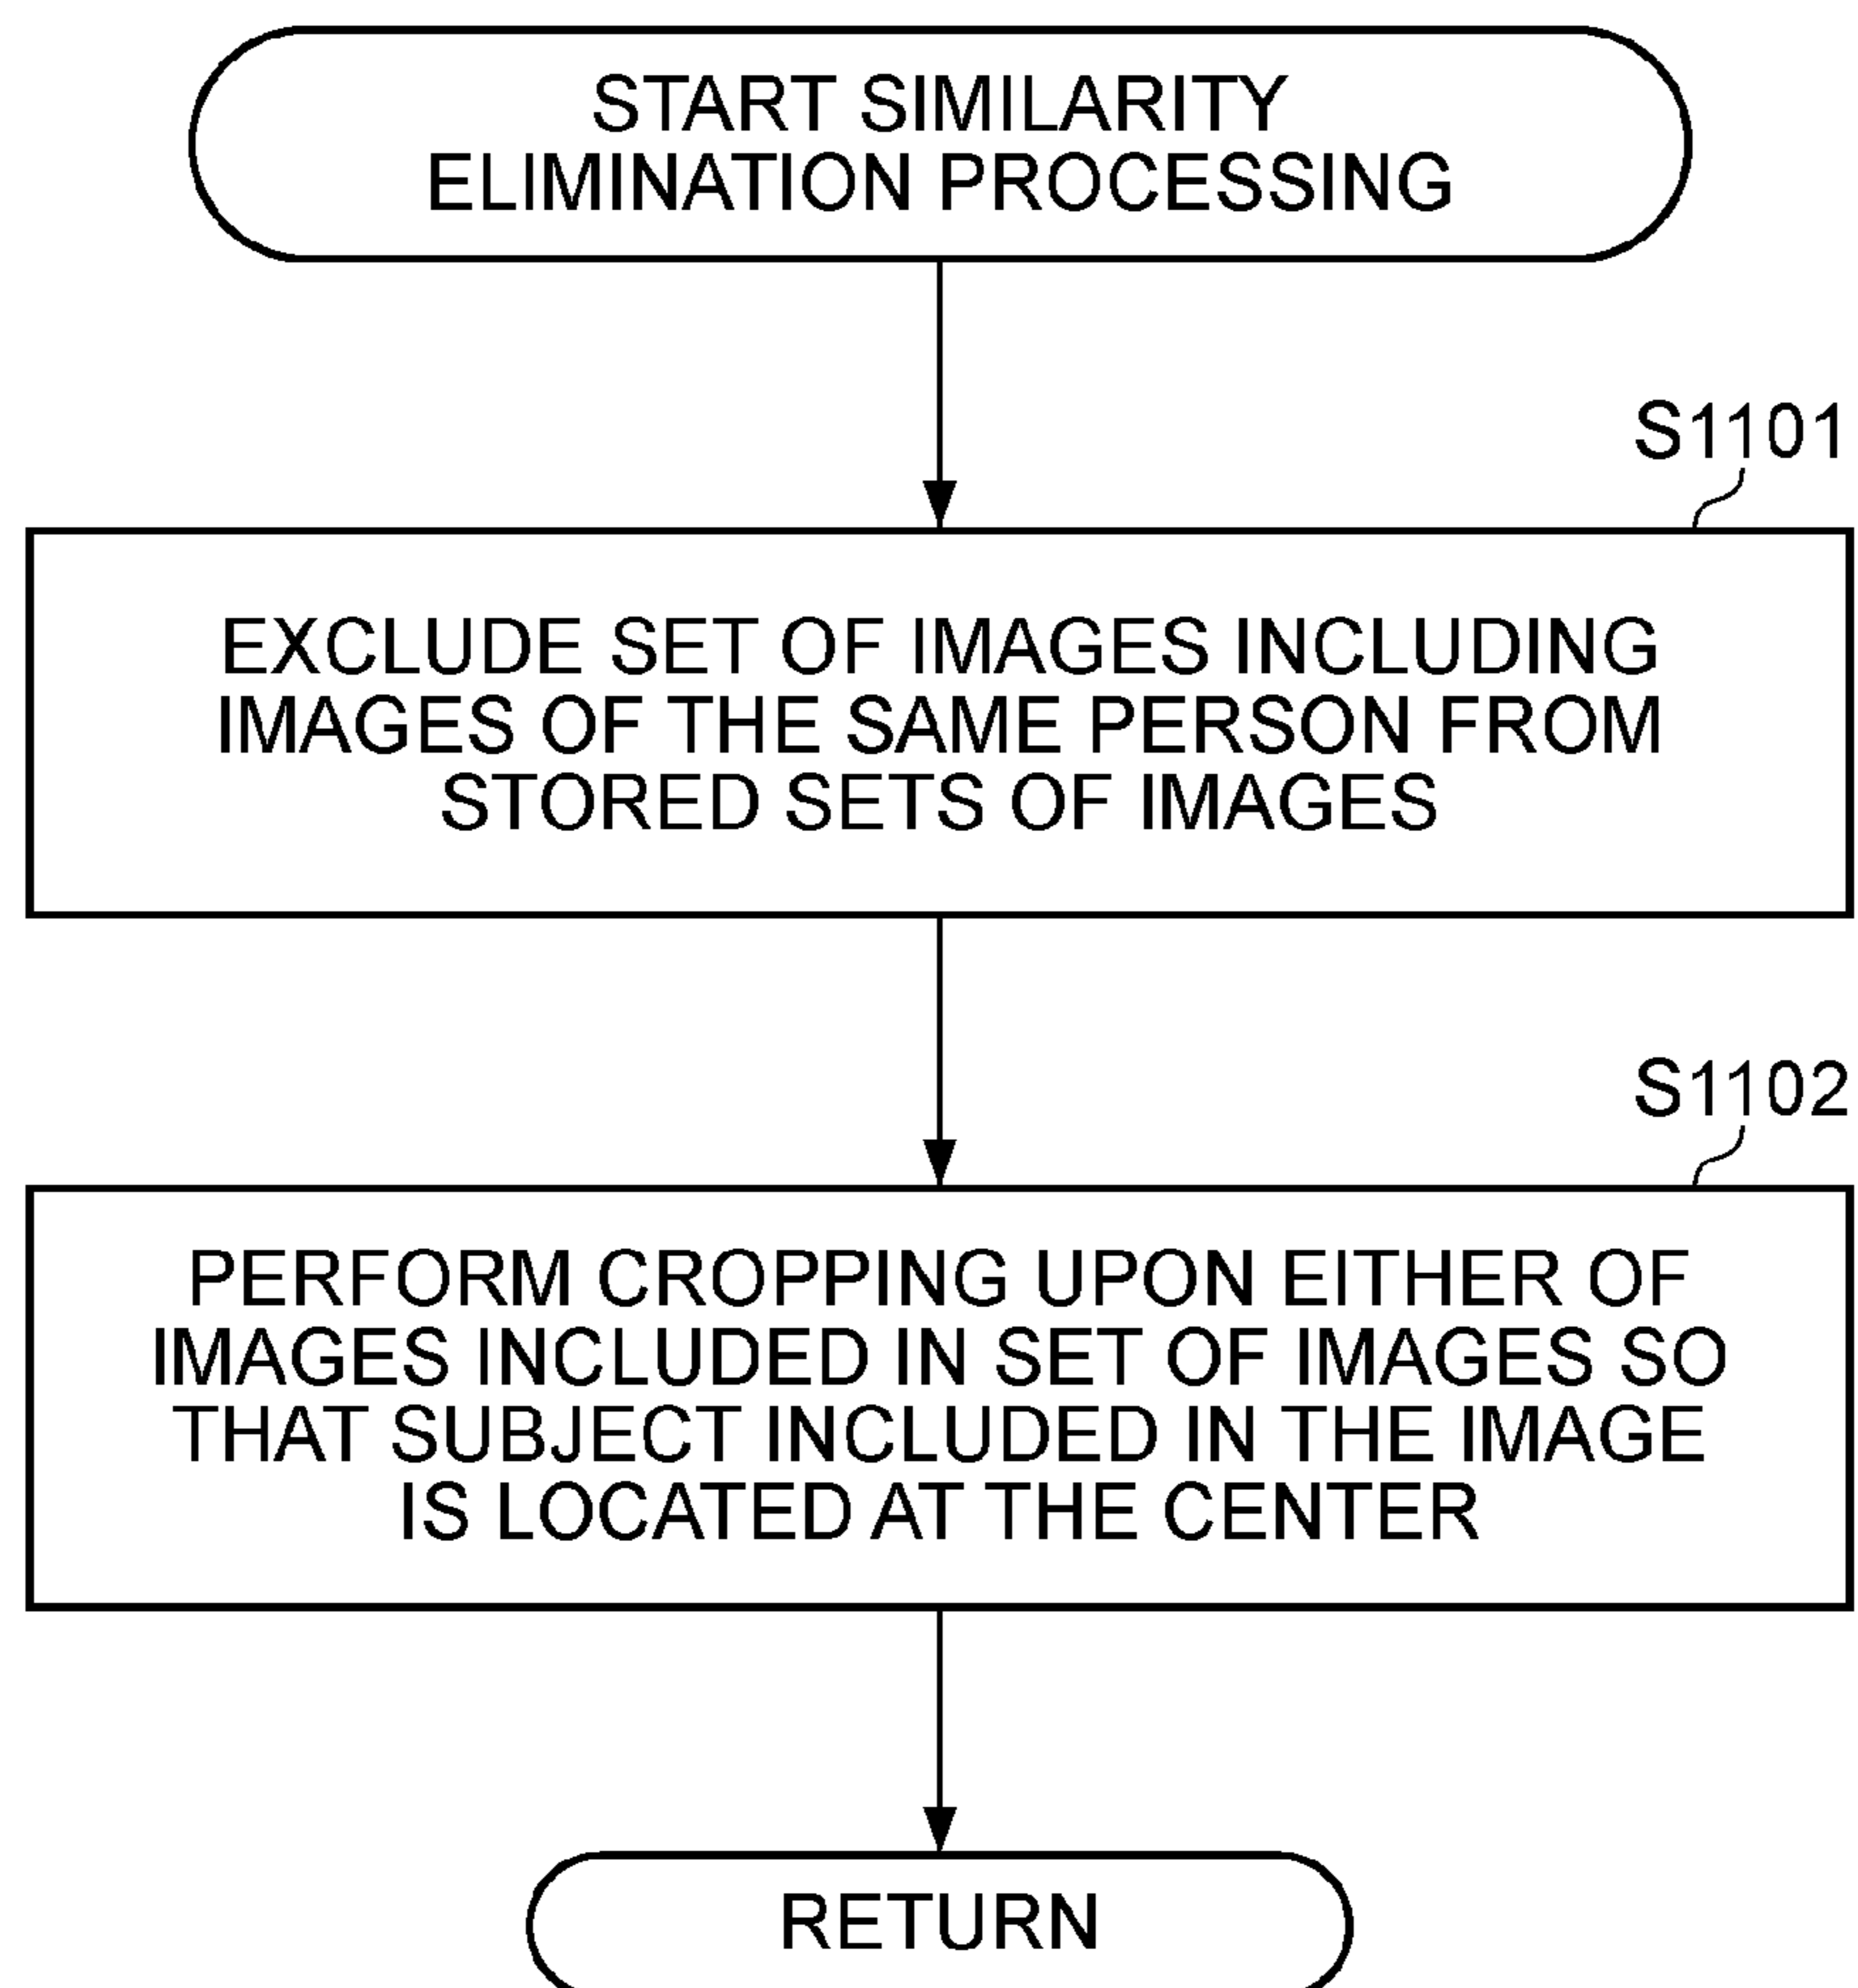 START SIMILARITY
ELIMINATION PROCESSING
S1101
EXCLUDE SET OF IMAGES INCLUDING
IMAGES OF THE SAME PERSON FROM
STORED SETS OF IMAGES
S1102
PERFORM CROPPING UPON EITHER OF
IMAGES INCLUDED IN SET OF IMAGES SO
THAT SUBJECT INCLUDED IN THE IMAGE
IS LOCATED AT THE CENTER
RETURN